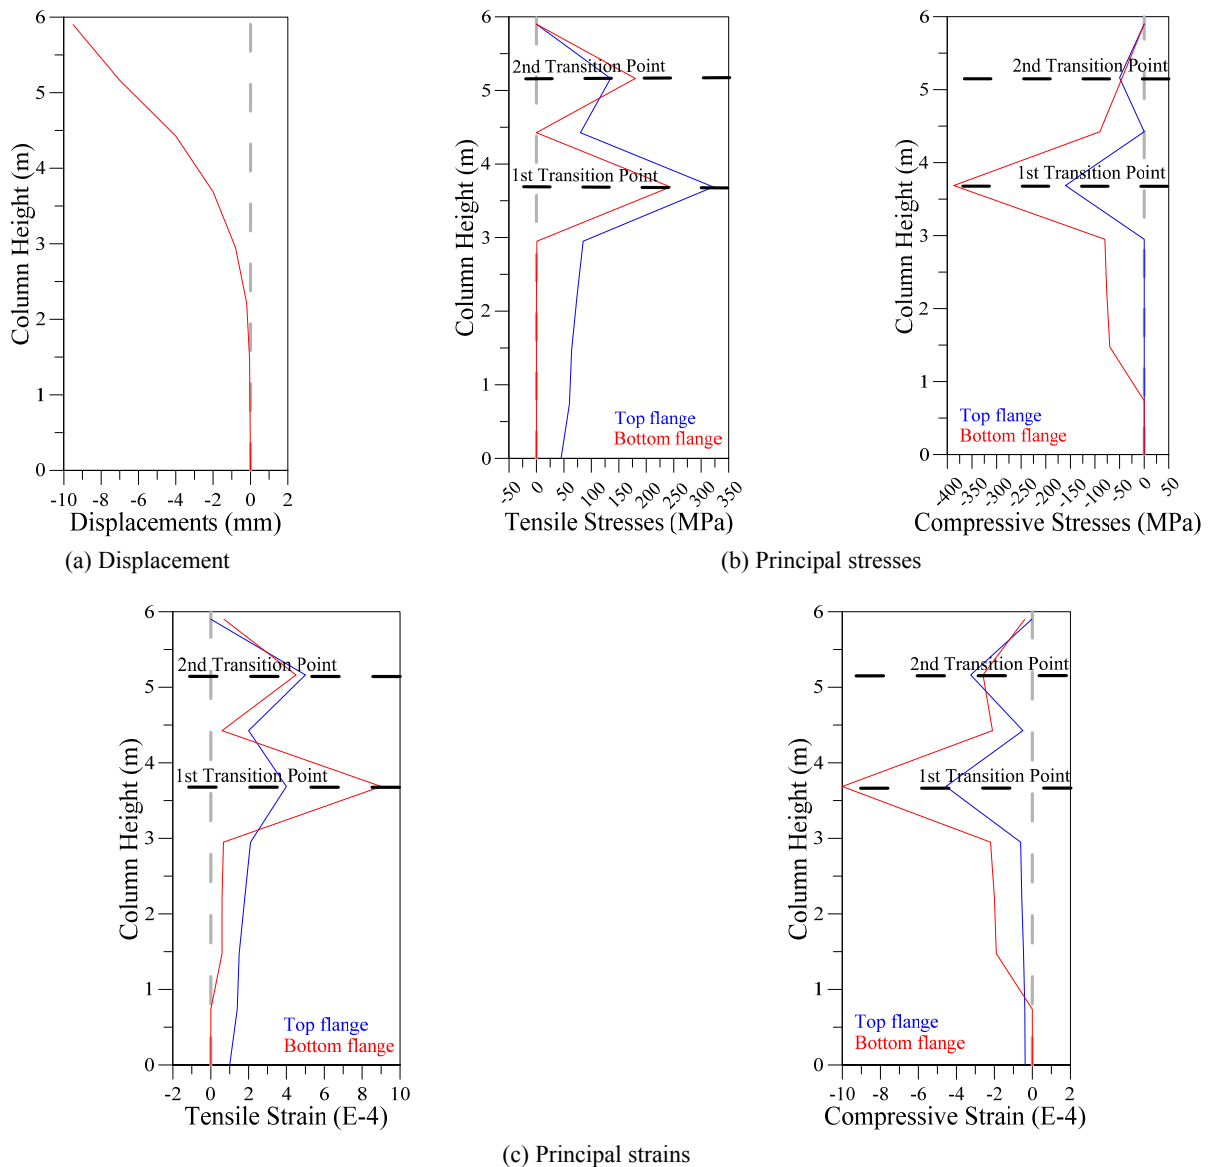 6
5
4
3
2
1
0
Column Height (m)
-10 -8 -6 -4 -2 0 2
Displacements (mm)
6
5
4
3
2
1
0
Column Height (m)
2nd Transition Point
1st Transition Point
Top flange
Bottom flange
-50 0 50 100 150 200 250 300 350
Tensile Stresses (MPa)
6
5
4
3
2
1
0
Column Height (m)
2nd Transition Point
1st Transition Point
Top flange
Bottom flange
-400 -350 -300 -250 -200 -150 -100 -50 0 50
Compressive Stresses (MPa)
(a) Displacement
(b) Principal stresses
6
5
4
3
2
1
0
Column Height (m)
2nd Transition Point
1st Transition Point
Top flange
Bottom flange
-2 0 2 4 6 8 10
Tensile Strain (E-4)
6
5
4
3
2
1
0
Column Height (m)
2nd Transition Point
1st Transition Point
Top flange
Bottom flange
-10 -8 -6 -4 -2 0 2
Compressive Strain (E-4)
(c) Principal strains